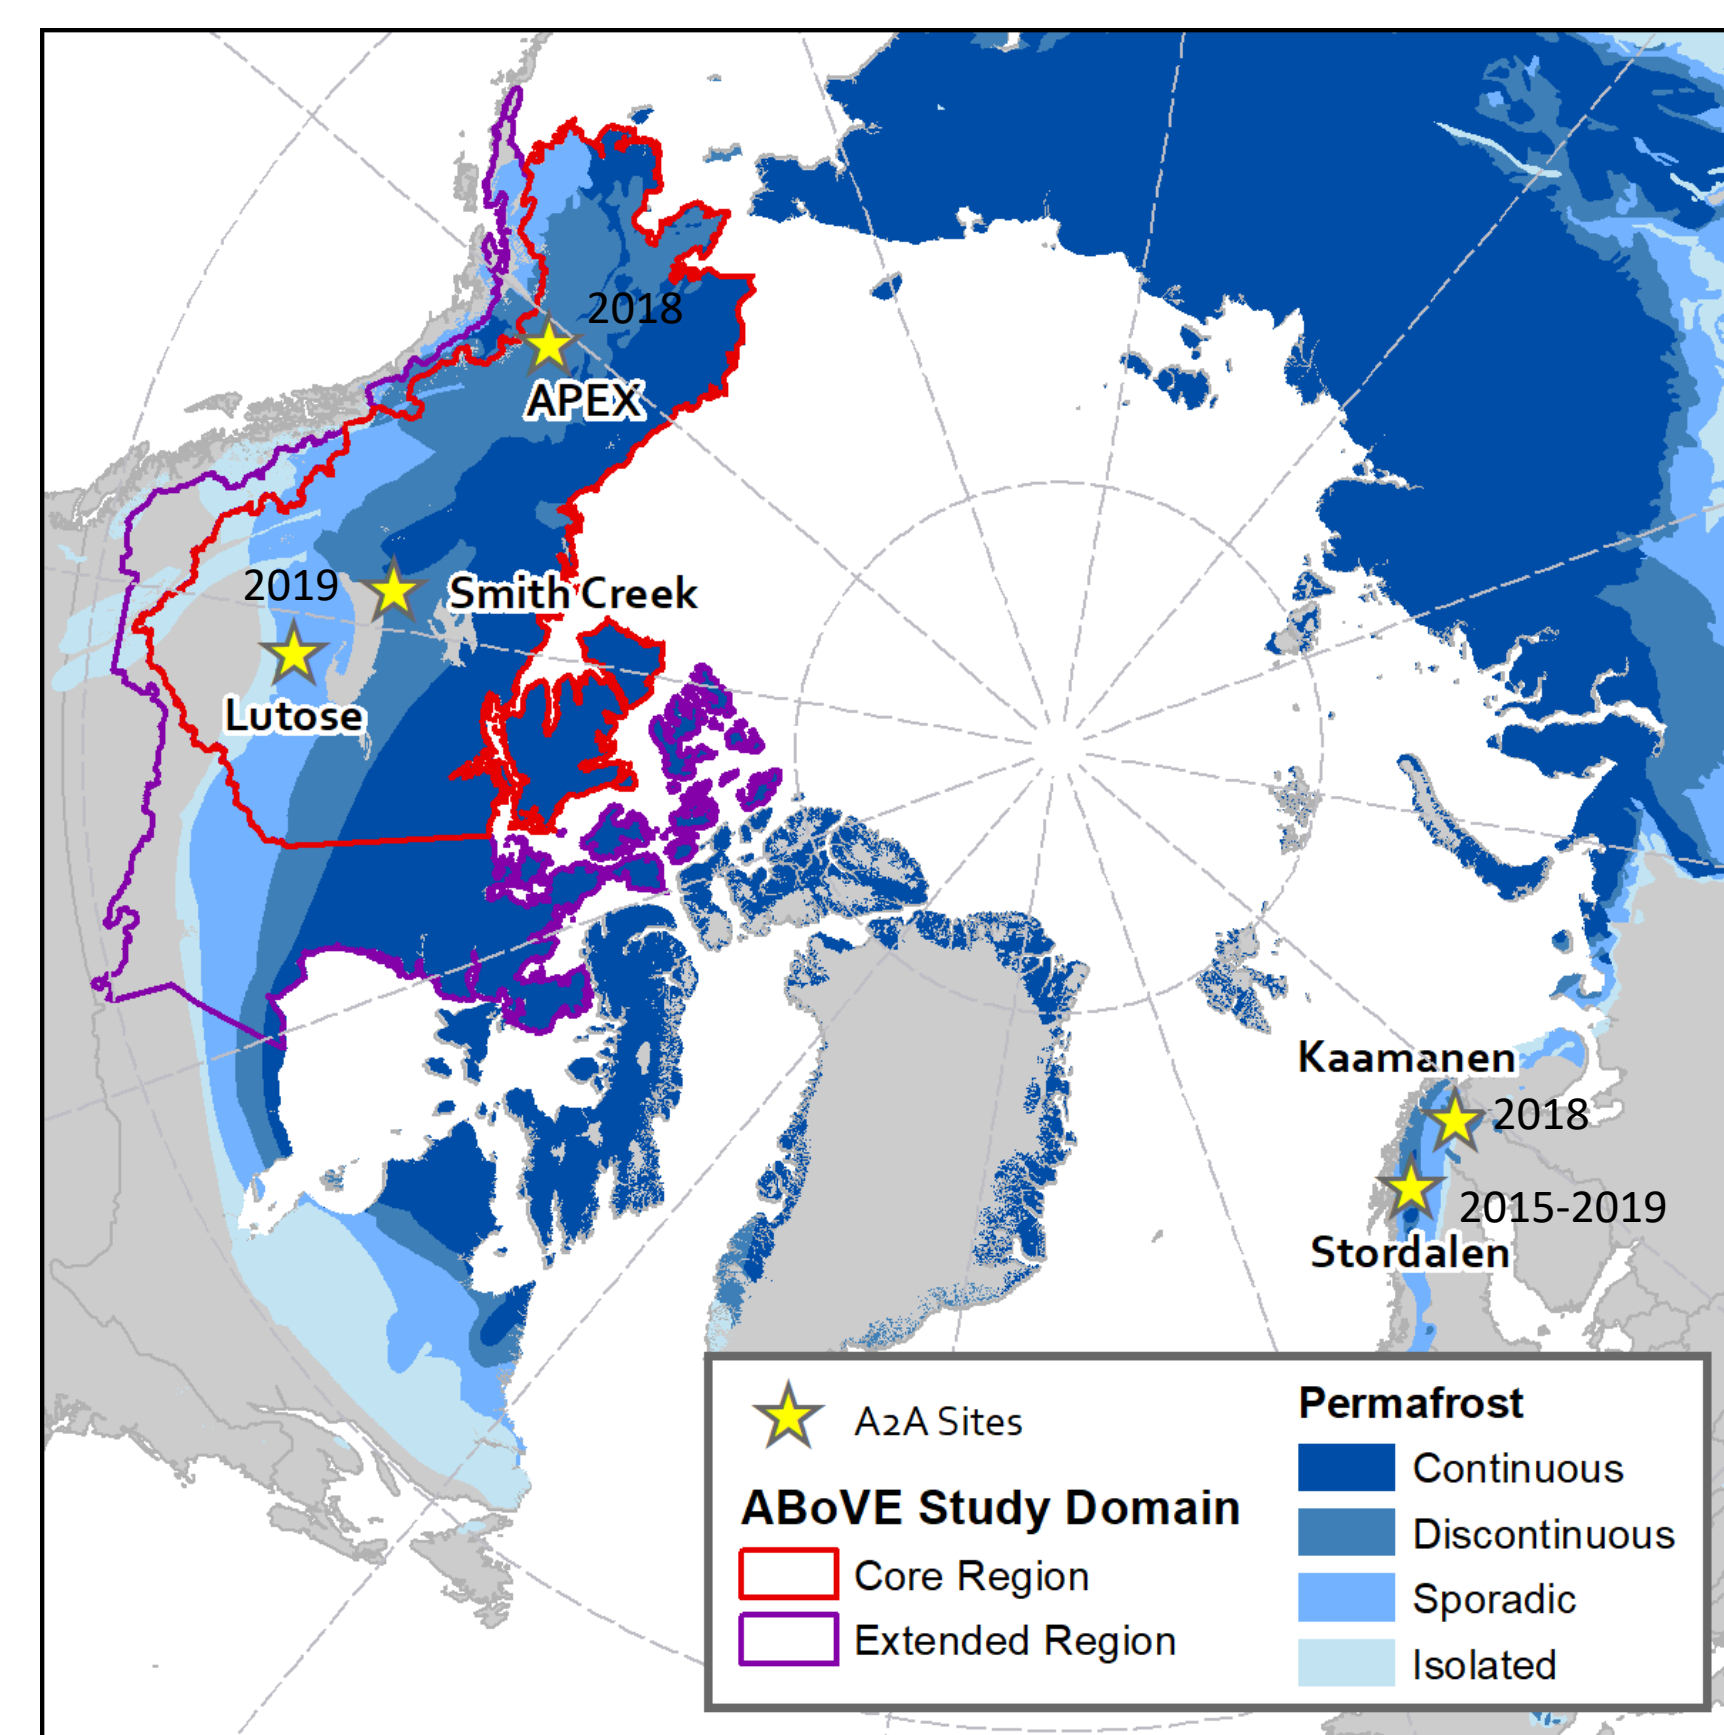 2018
APEX
2019
Smith Creek
Lutose
Kaamanen
2018
2015-2019
Stordalen
A2A Sites
ABoVE Study Domain
Core Region
Extended Region
Permafrost
Continuous
Discontinuous
Sporadic
Isolated